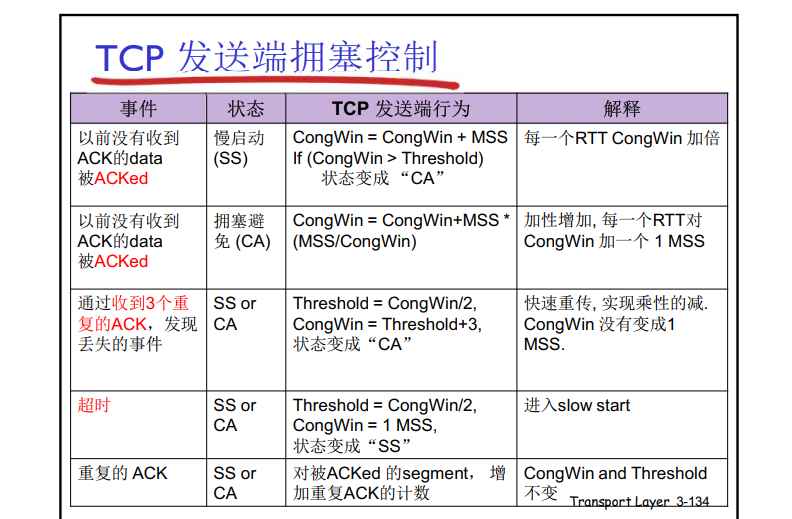 TCP 发送端拥塞控制
事件 状态 TCP 发送端行为 解释
以前没有收到
ACK的data
被ACKed
慢启动
(SS)
CongWin = CongWin + MSS
If (CongWin > Threshold)
状态变成 “CA”
每一个RTT CongWin 加倍
以前没有收到
ACK的data
被ACKed
拥塞避
免 (CA)
CongWin = CongWin+MSS *
(MSS/CongWin)
加性增加, 每一个RTT对
CongWin 加一个 1 MSS
通过收到3个重
复的ACK，发现
丢失的事件
SS or
CA
Threshold = CongWin/2,
CongWin = Threshold+3,
状态变成“CA”
快速重传, 实现乘性的减.
CongWin 没有变成1
MSS.
超时
SS or
CA
Threshold = CongWin/2,
CongWin = 1 MSS,
状态变成“SS”
进入slow start
重复的 ACK
SS or
CA
对被ACKed 的segment， 增
加重复ACK的计数
CongWin and Threshold
不变
Transport Layer 3-134